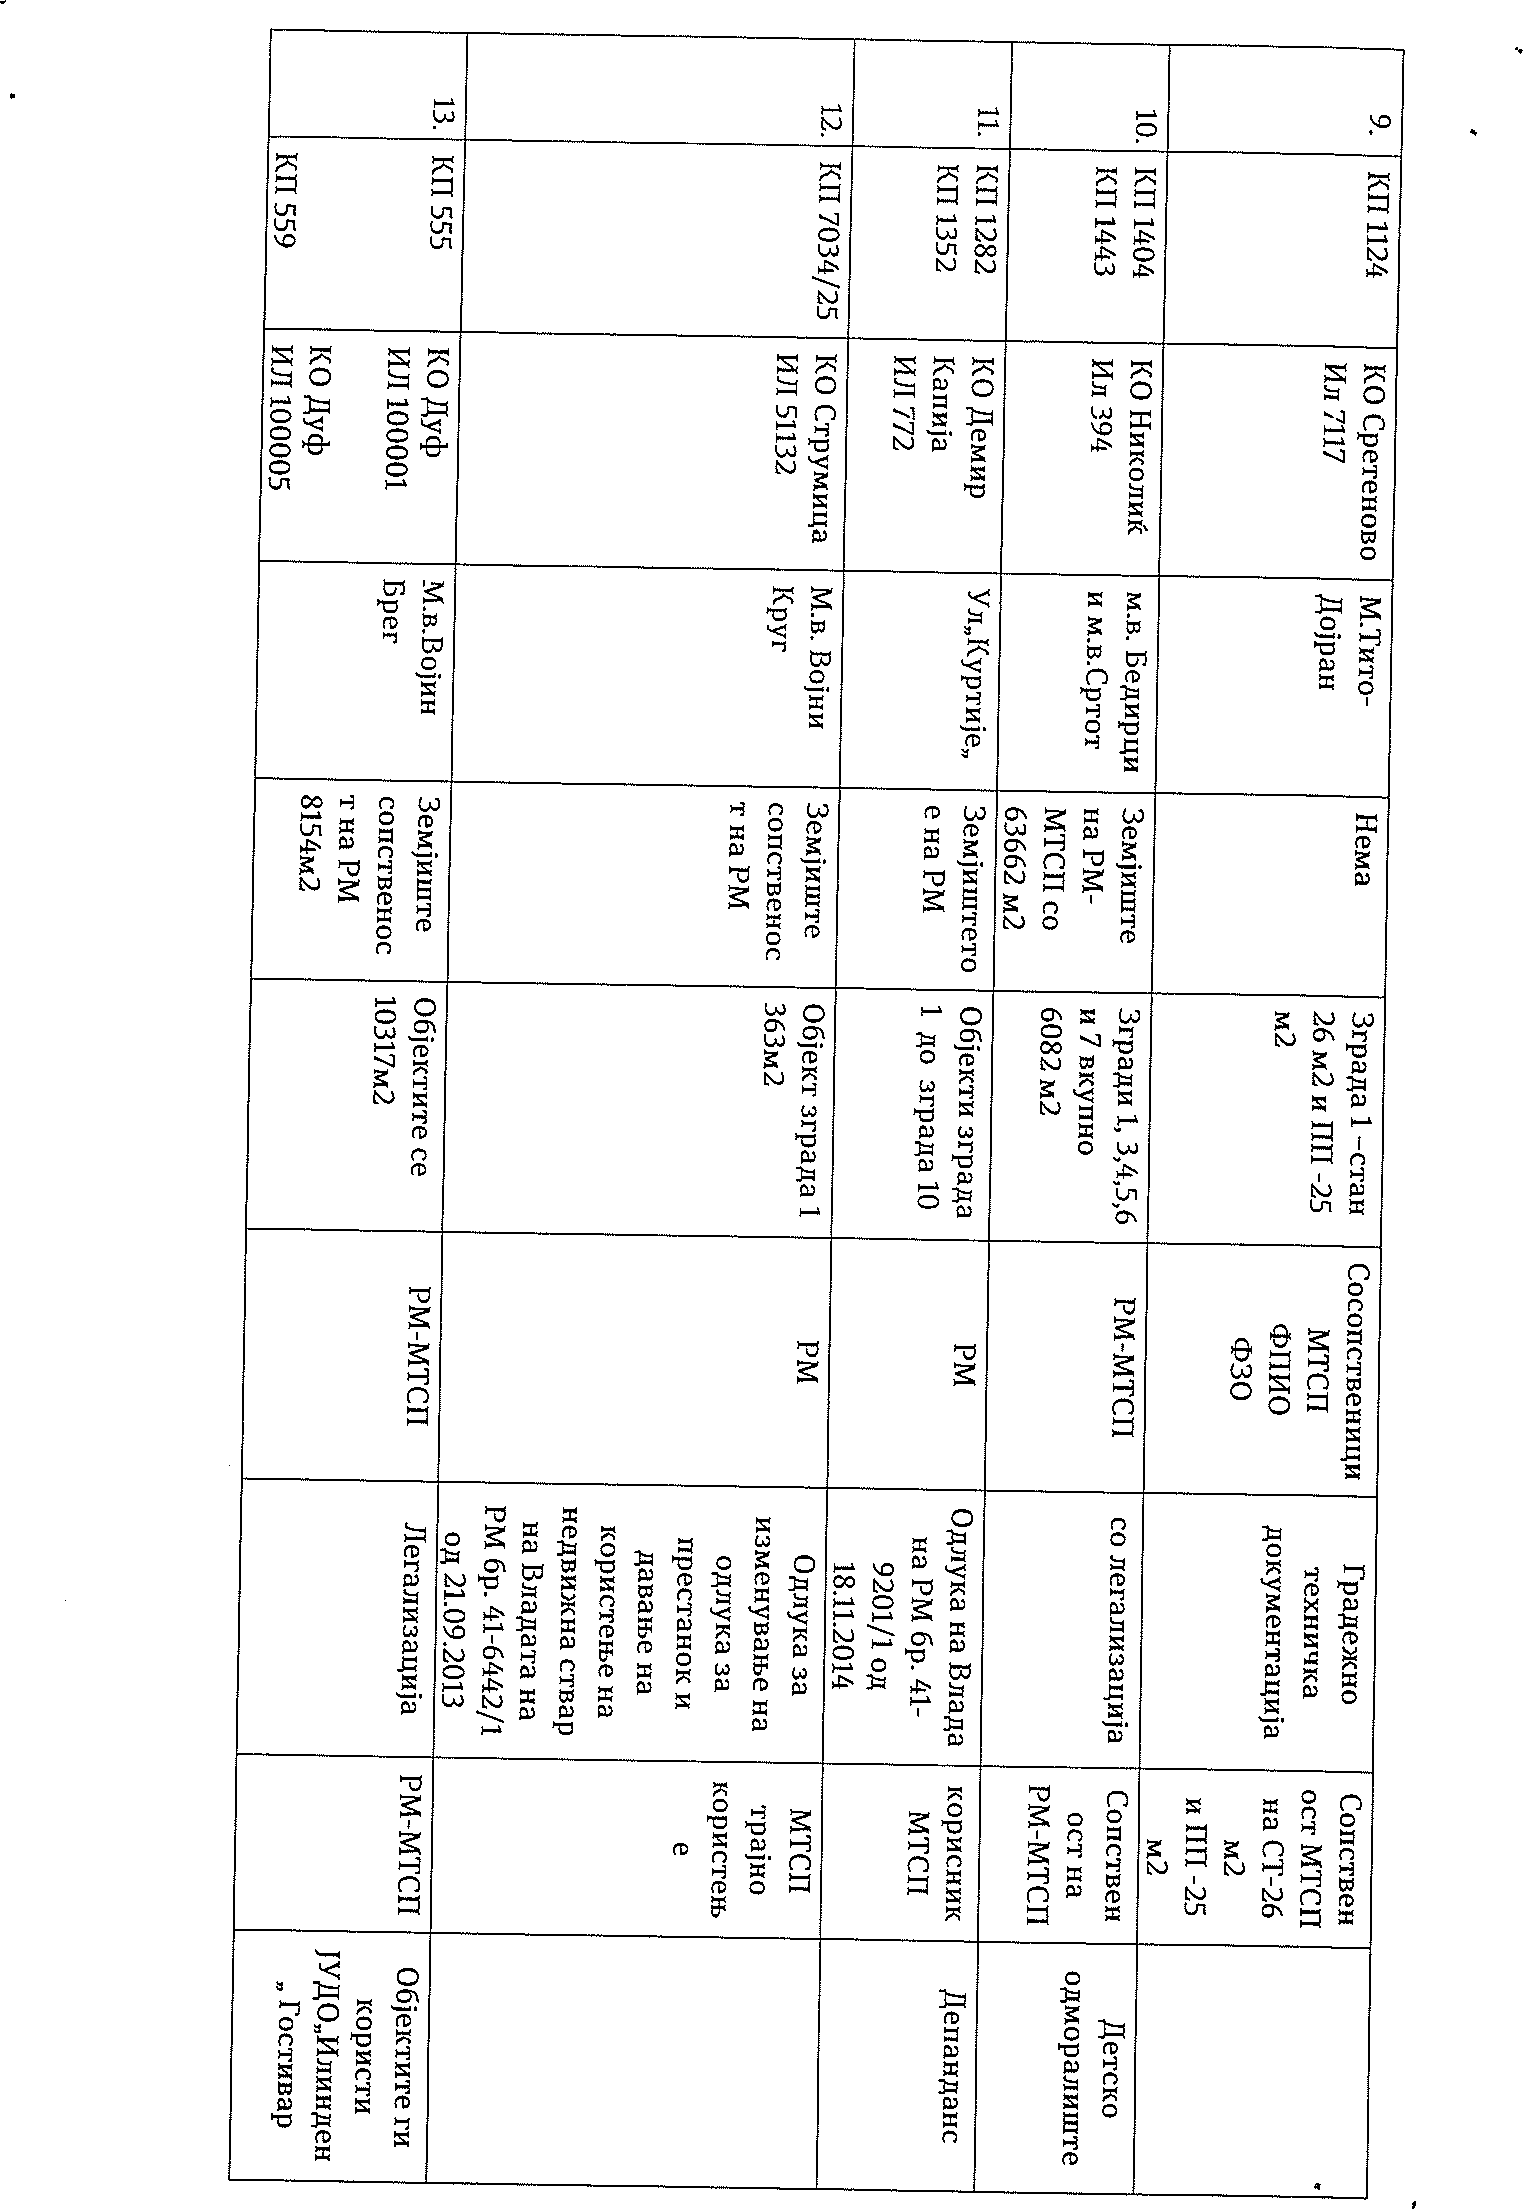 9.
КП 1124
КО Сретеново
Ил 7117
М.Тито-
Дојран
Нема
Зграда 1 –стан
26 м2 и ПП -25
м2
Сосопственици
МТСП
ФПИО
ФЗО
Градежно
техничка
документација
Сопствен
ост МТСП
на СТ-26
м2
и ПП -25
м2
10.
КП 1404
КП 1443
КО Николиќ
Ил 394
м.в. Бедирци
и м.в.Сртот
Земјиште
на РМ-
МТСП со
63662 м2
Згради 1, 3,4,5,6
и 7 вкупно
6082 м2
РМ-МТСП
со легализација
Сопствен
ост на
РМ-МТСП
Детско
одморалиште
11.
КП 1282
КП 1352
КО Демир
Капија
ИЛ 772
Ул„Куртије„
Земјиштето
е на РМ
Објекти зграда
1 до зграда 10
РМ
Одлука на Влада
на РМ бр. 41-
9201/1 од
18.11.2014
корисник
МТСП
Депанданс
12.
КП 7034/25
КО Струмица
ИЛ 51132
М.в. Војни
Круг
Земјиште
сопственос
т на РМ
Објект зграда 1
363м2
РМ
Одлука за
изменување на
одлука за
престанок и
давање на
користење на
недвижна ствар
на Владата на
РМ бр. 41-6442/1
од 21.09.2013
МТСП
трајно
користењ
е
13.
КП 555
КП 559
КО Дуф
ИЛ 100001
КО Дуф
ИЛ 100005
М.в.Војин
Брег
Земјиште
сопственос
т на РМ
8154м2
Објектите се
10317м2
РМ-МТСП
Легализација
РМ-МТСП
Објектите ги
користи
ЈУДО„Илинден
„ Гостивар